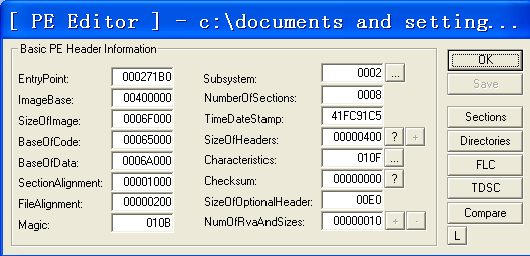 [ PE Editor ] - c:\documents and setting...
Basic PE Header Information
EntryPoint: 000271B0
ImageBase: 00400000
SizeOfImage: 0006F000
BaseOfCode: 00065000
BaseOfData: 0006A000
SectionAlignment: 00001000
FileAlignment: 00000200
Magic: 010B
Subsystem: 0002 ...
NumberOfSections: 0008
TimeDateStamp: 41FC91C5
SizeOfHeaders: 00000400 ? +
Characteristics: 010F ...
Checksum: 00000000 ?
SizeOfOptionalHeader: 00E0
NumOfRvaAndSizes: 00000010 + -
OK
Save
Sections
Directories
FLC
TDSC
Compare
L